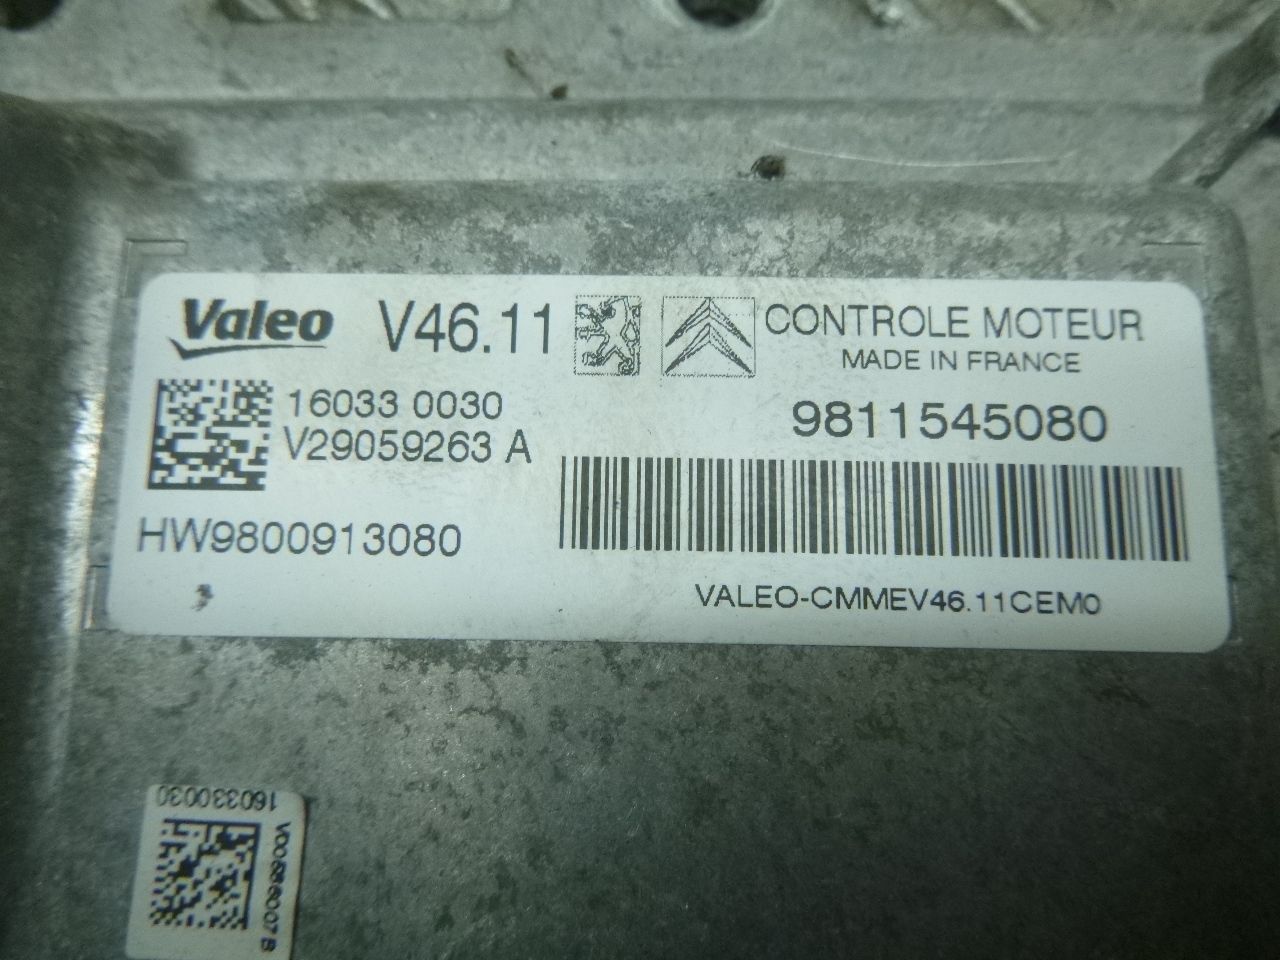 Valeo V46.11 CONTROLE MOTEUR
MADE IN FRANCE
16033 0030
V29059263 A
9811545080
HW9800913080
VALEO-CMMEV46.11CEM0
160330030